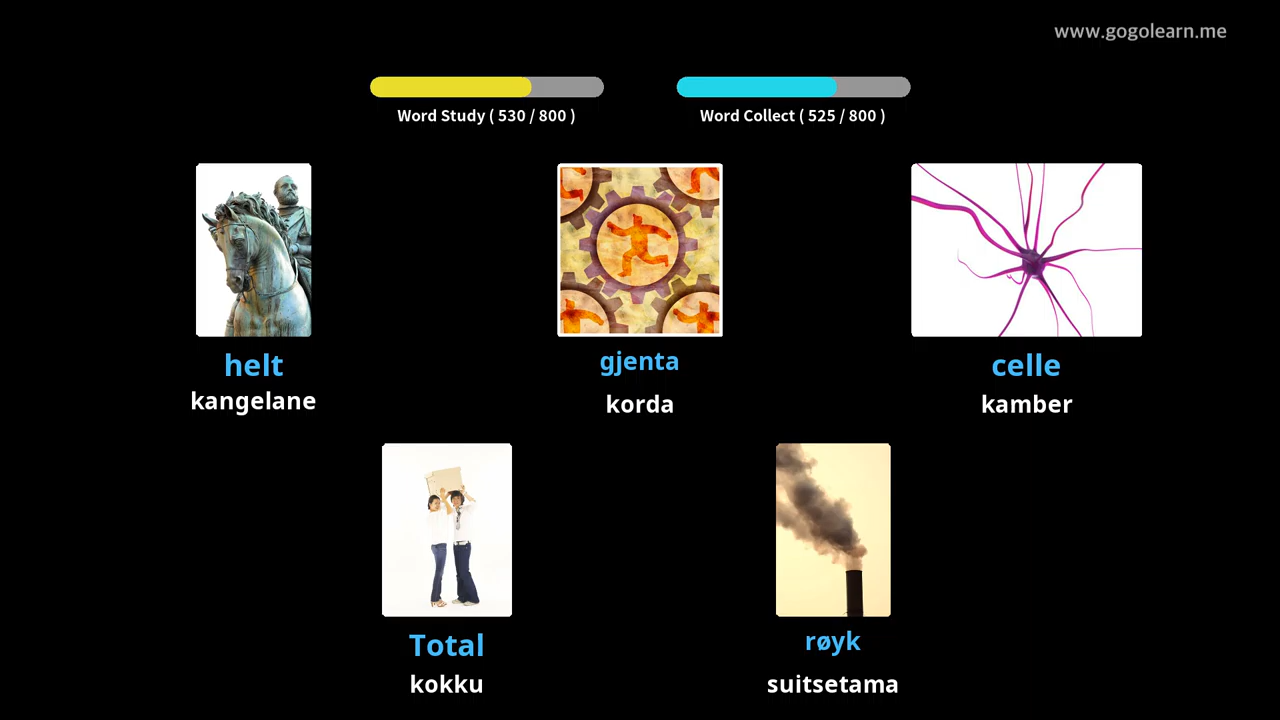 www.gogolearn.me
Word Study ( 530 / 800 )
Word Collect ( 525 / 800 )
helt
kangelane
gjenta
korda
celle
kamber
Total
kokku
røyk
suitsetama